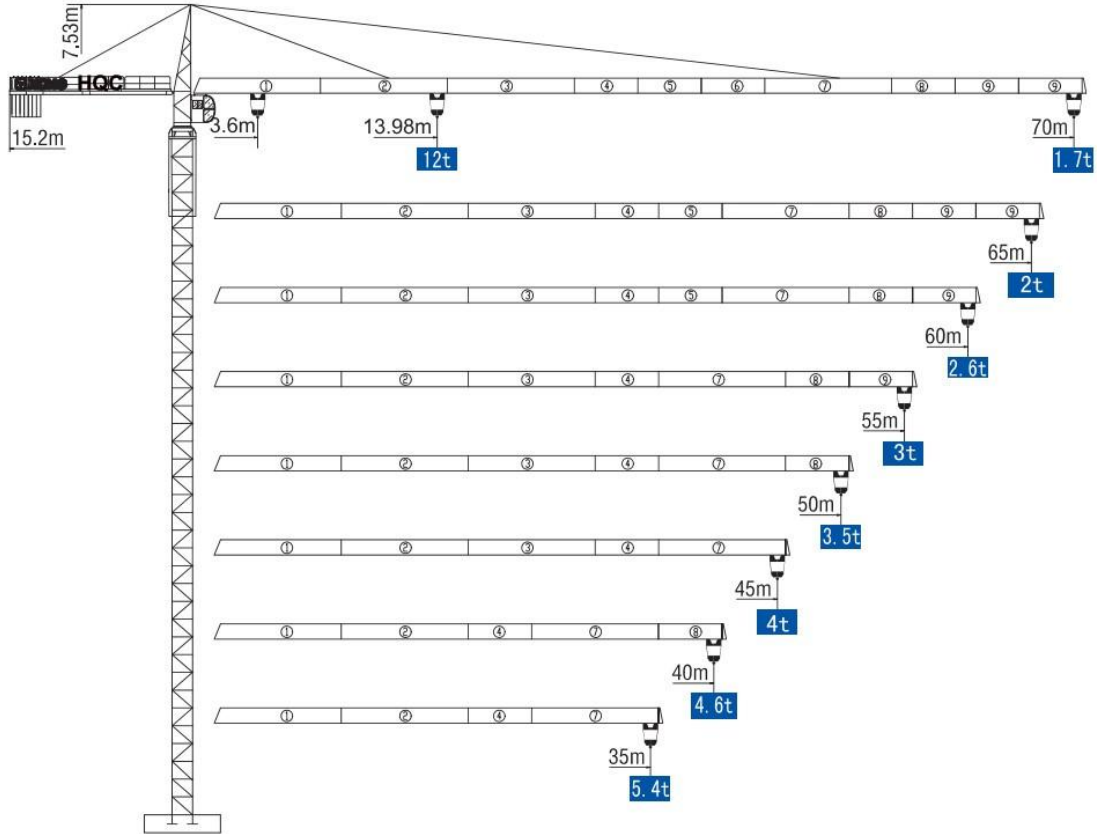 7.53m
HQC
① ② ③ ④ ⑤ ⑥ ⑦ ⑧ ⑨ ⑨
15.2m
3.6m
13.98m
70m
12t
1.7t
① ② ③ ④ ⑤ ⑦ ⑧ ⑨ ⑨
65m
2t
① ② ③ ④ ⑤ ⑦ ⑧ ⑨
60m
2.6t
① ② ③ ④ ⑦ ⑧ ⑨
55m
3t
① ② ③ ④ ⑦ ⑧
50m
3.5t
① ② ③ ④ ⑦
45m
4t
① ② ④ ⑦ ⑧
40m
4.6t
① ② ④ ⑦
35m
5.4t